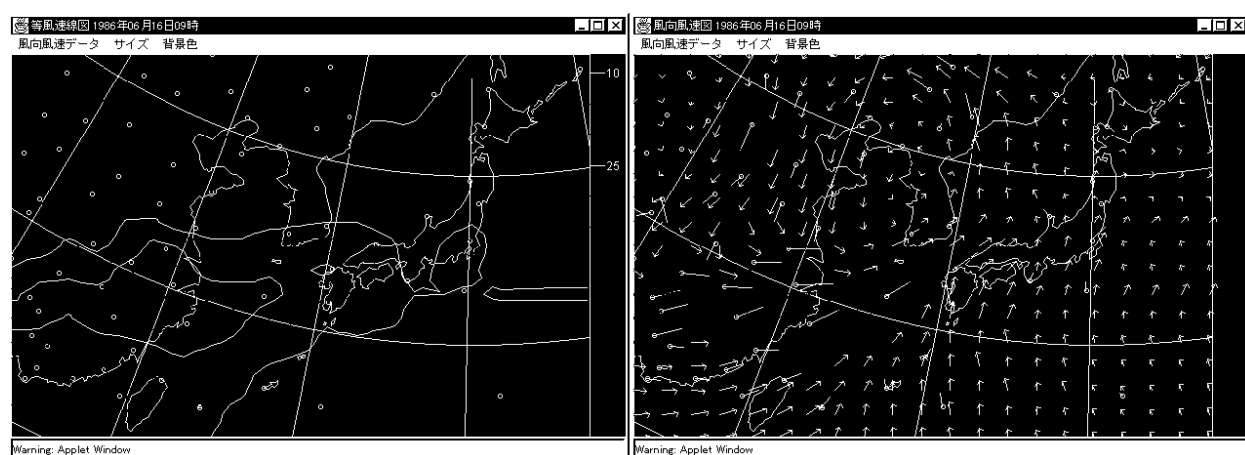 等風速線図 1986年06月16日09時
風向風速データ サイズ 背景色
10
25
Warning: Applet Window
風向風速図 1986年06月16日09時
風向風速データ サイズ 背景色
Warning: Applet Window